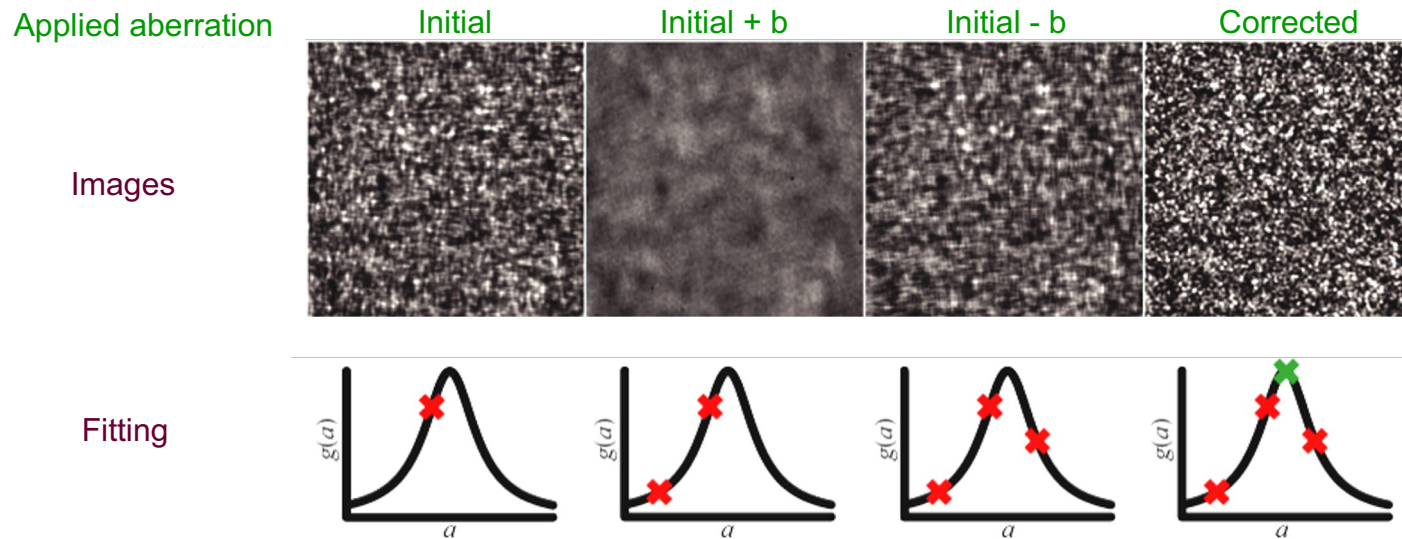 Applied aberration
Initial
Initial + b
Initial - b
Corrected
Images
Fitting
g(a)
a
g(a)
a
g(a)
a
g(a)
a